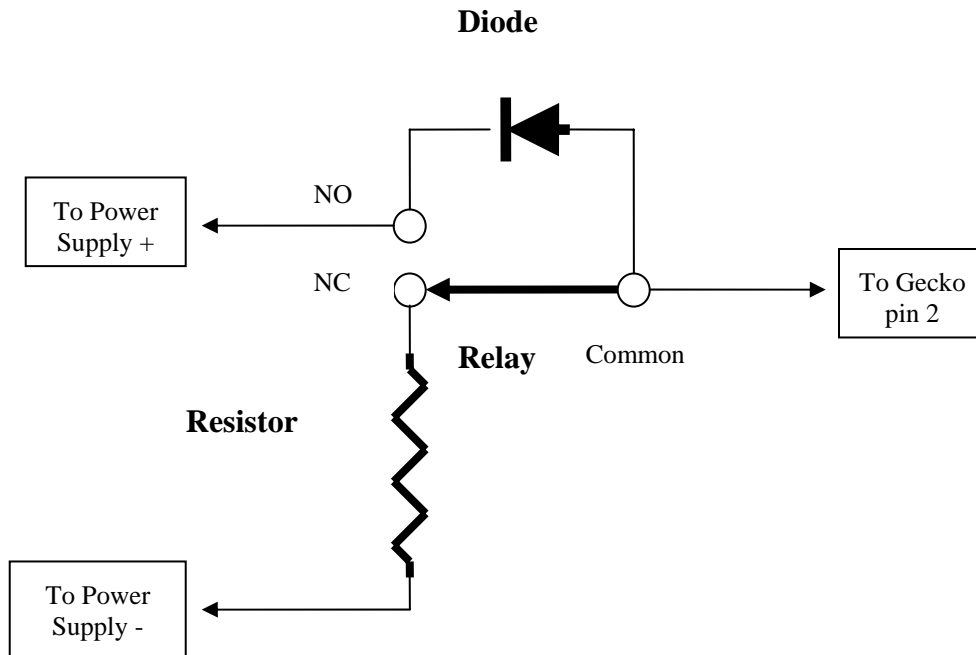 Diode
NO
To Power
Supply +
NC
To Gecko
pin 2
Relay
Common
Resistor
To Power
Supply -